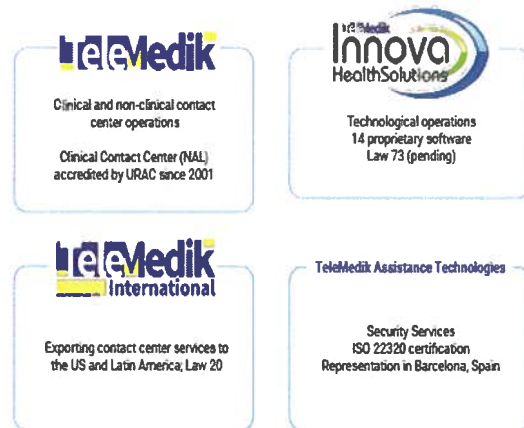 TeleMedik
Clinical and non-clinical contact
center operations
Clinical Contact Center (NAL)
accredited by URAC since 2001
TeleMedik
Innova
HealthSolutions
Technological operations
14 proprietary software
Law 73 (pending)
TeleMedik
International
Exporting contact center services to
the US and Latin America; Law 20
TeleMedik Assistance Technologies
Security Services
ISO 22320 certification
Representation in Barcelona, Spain